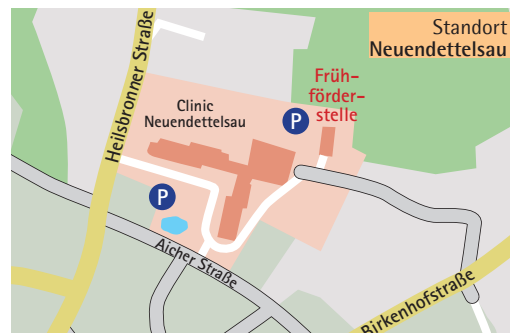 Standort
Neuendettelsau
Heilsbronner Straße
Clinic
Neuendettelsau
Früh-
förder-
stelle
P
P
Aicher Straße
Birkenhofstraße